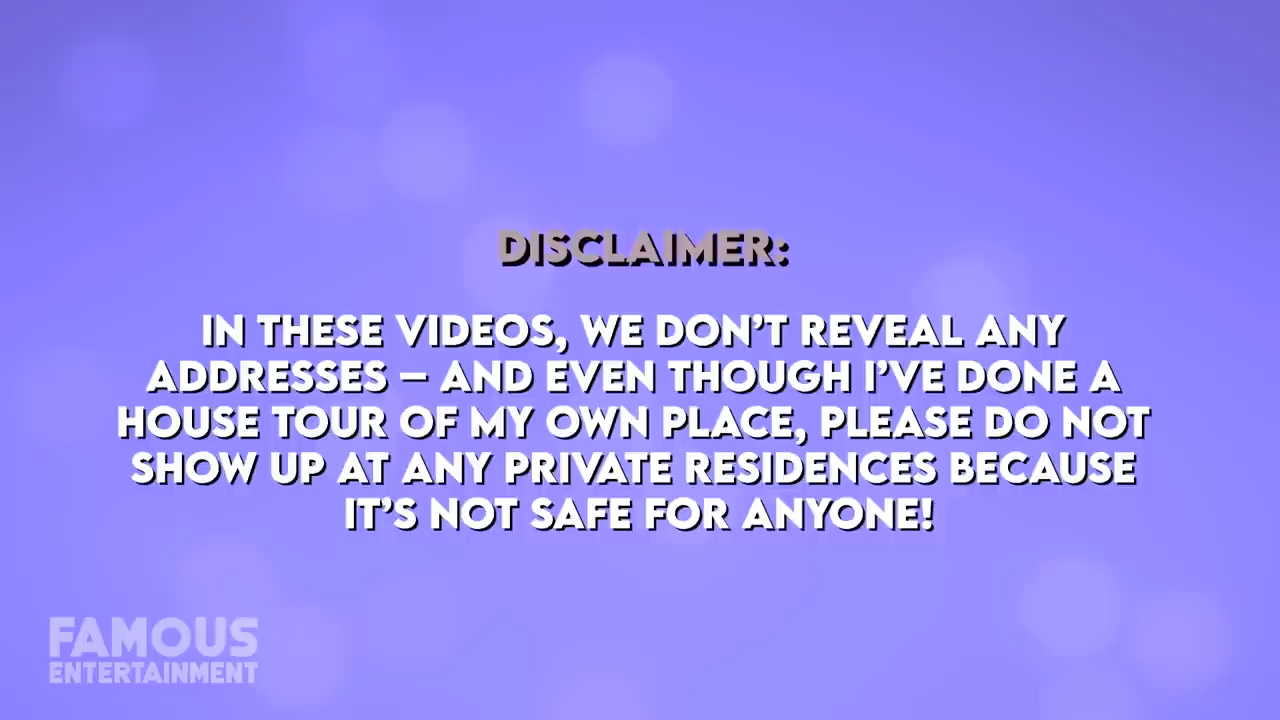 DISCLAIMER:
IN THESE VIDEOS, WE DON'T REVEAL ANY
ADDRESSES – AND EVEN THOUGH I'VE DONE A
HOUSE TOUR OF MY OWN PLACE, PLEASE DO NOT
SHOW UP AT ANY PRIVATE RESIDENCES BECAUSE
IT'S NOT SAFE FOR ANYONE!
FAMOUS
ENTERTAINMENT